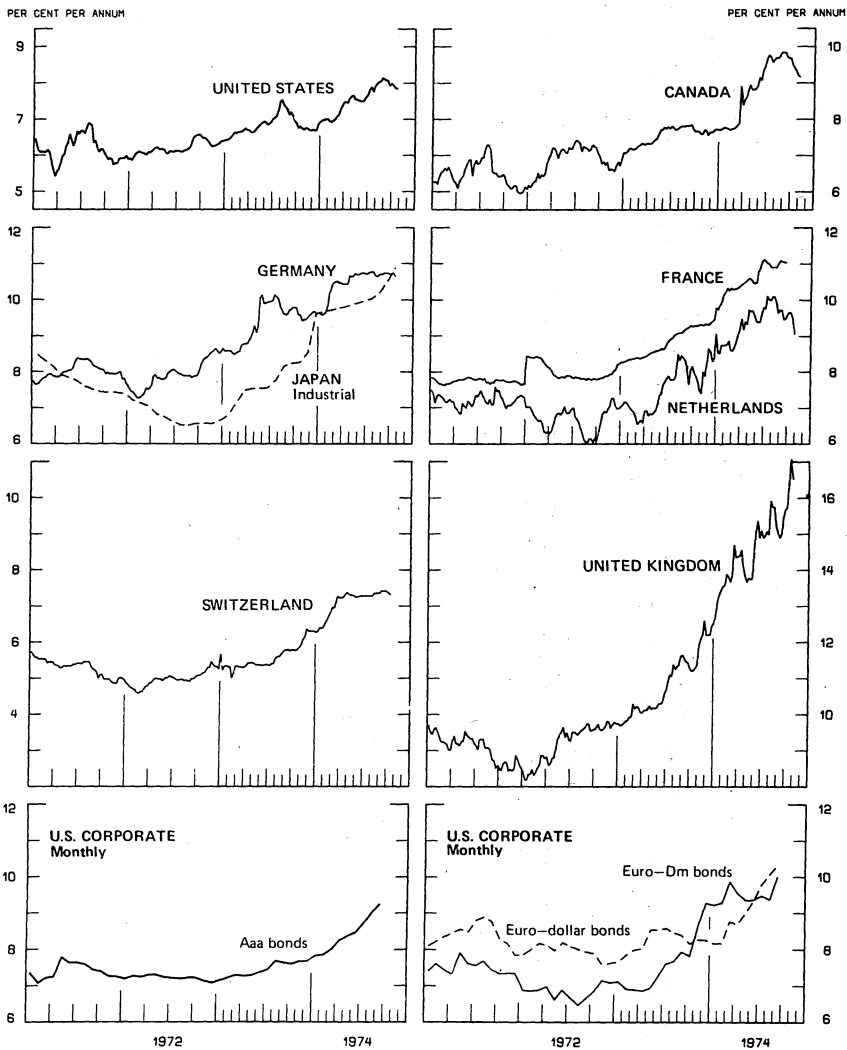 PER CENT PER ANNUM
PER CENT PER ANNUM
9
7
5
UNITED STATES
10
8
6
CANADA
12
10
8
6
GERMANY
JAPAN
Industrial
12
10
8
6
FRANCE
NETHERLANDS
10
8
6
4
SWITZERLAND
16
14
12
10
UNITED KINGDOM
12
10
8
6
U.S. CORPORATE
Monthly
Aaa bonds
1972
1974
12
10
8
6
U.S. CORPORATE
Monthly
Euro-Dm bonds
Euro-dollar bonds
1972
1974